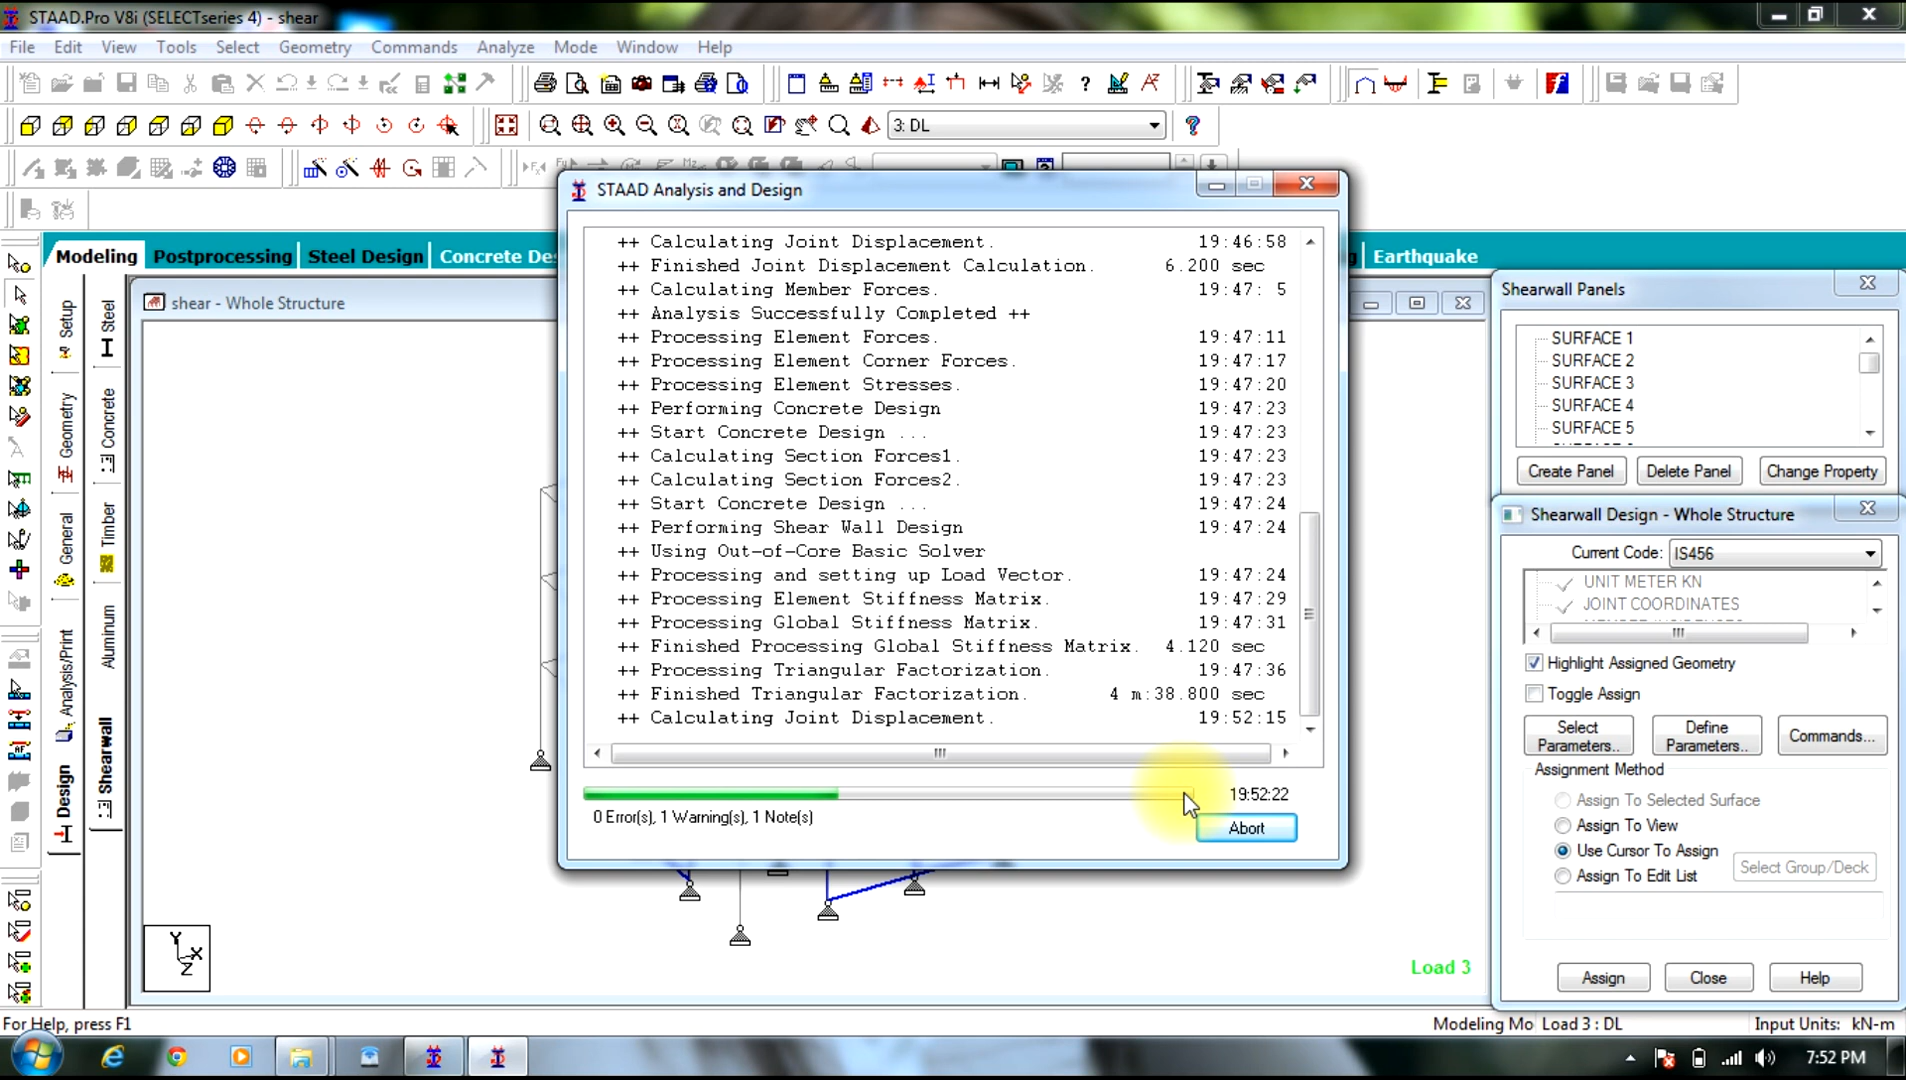 STAAD.Pro V8i (SELECTseries 4) - shear
File Edit View Tools Select Geometry Commands Analyze Mode Window Help
3: DL
STAAD Analysis and Design
Modeling Postprocessing Steel Design Concrete De
Earthquake
shear - Whole Structure
Setup
Geometry
General
Analysis/Print
Design
Steel
Concrete
Timber
Aluminum
Shearwall
++ Calculating Joint Displacement. 19:46:58
++ Finished Joint Displacement Calculation. 6.200 sec
++ Calculating Member Forces. 19:47: 5
++ Analysis Successfully Completed ++
++ Processing Element Forces. 19:47:11
++ Processing Element Corner Forces. 19:47:17
++ Processing Element Stresses. 19:47:20
++ Performing Concrete Design 19:47:23
++ Start Concrete Design ... 19:47:23
++ Calculating Section Forces1. 19:47:23
++ Calculating Section Forces2. 19:47:23
++ Start Concrete Design ... 19:47:24
++ Performing Shear Wall Design 19:47:24
++ Using Out-of-Core Basic Solver
++ Processing and setting up Load Vector. 19:47:24
++ Processing Element Stiffness Matrix. 19:47:29
++ Processing Global Stiffness Matrix. 19:47:31
++ Finished Processing Global Stiffness Matrix. 4.120 sec
++ Processing Triangular Factorization. 19:47:36
++ Finished Triangular Factorization. 4 m:38.800 sec
++ Calculating Joint Displacement. 19:52:15
19:52:22
0 Error(s), 1 Warning(s), 1 Note(s)
Abort
Shearwall Panels
SURFACE 1
SURFACE 2
SURFACE 3
SURFACE 4
SURFACE 5
Create Panel Delete Panel Change Property
Shearwall Design - Whole Structure
Current Code: IS456
UNIT METER KN
JOINT COORDINATES
Highlight Assigned Geometry
Toggle Assign
Select Parameters.. Define Parameters.. Commands...
Assignment Method
Assign To Selected Surface
Assign To View
Use Cursor To Assign
Assign To Edit List
Select Group/Deck
Assign Close Help
Y
X
Z
Load 3
For Help, press F1
Modeling Mo Load 3 : DL Input Units: kN-m
7:52 PM